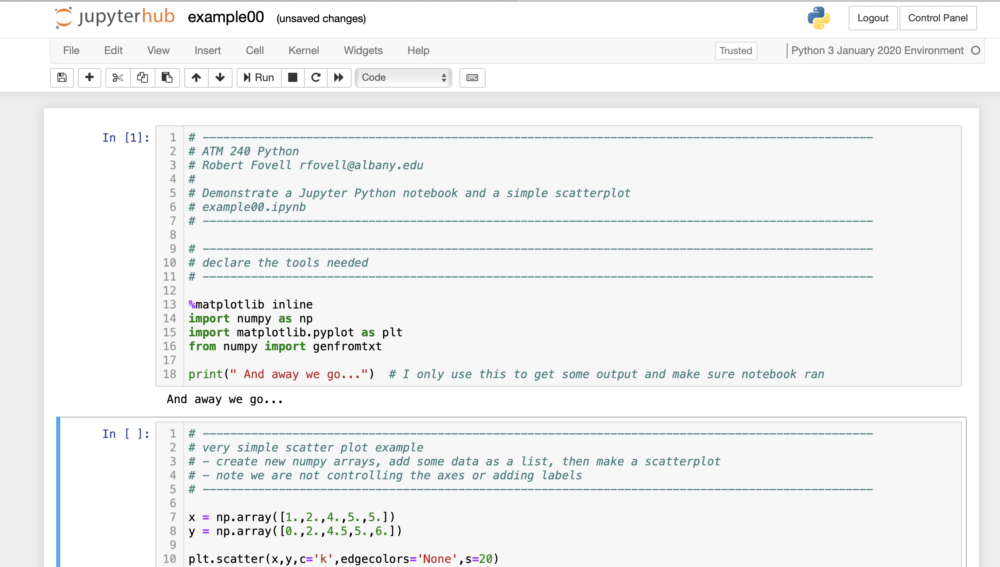 jupyterhub example00 (unsaved changes) Logout Control Panel
File Edit View Insert Cell Kernel Widgets Help Trusted Python 3 January 2020 Environment
Run Code
In [1]:
1 # -------------------------------------------------------------------------------------------------
2 # ATM 240 Python
3 # Robert Fovell rfovell@albany.edu
4 #
5 # Demonstrate a Jupyter Python notebook and a simple scatterplot
6 # example00.ipynb
7 # -------------------------------------------------------------------------------------------------
8
9 # -------------------------------------------------------------------------------------------------
10 # declare the tools needed
11 # -------------------------------------------------------------------------------------------------
12
13 %matplotlib inline
14 import numpy as np
15 import matplotlib.pyplot as plt
16 from numpy import genfromtxt
17
18 print(" And away we go...")  # I only use this to get some output and make sure notebook ran
And away we go...
In [ ]:
1 # -------------------------------------------------------------------------------------------------
2 # very simple scatter plot example
3 # - create new numpy arrays, add some data as a list, then make a scatterplot
4 # - note we are not controlling the axes or adding labels
5 # -------------------------------------------------------------------------------------------------
6
7 x = np.array([1.,2.,4.,5.,5.])
8 y = np.array([0.,2.,4.5,5.,6.])
9
10 plt.scatter(x,y,c='k',edgecolors='None',s=20)